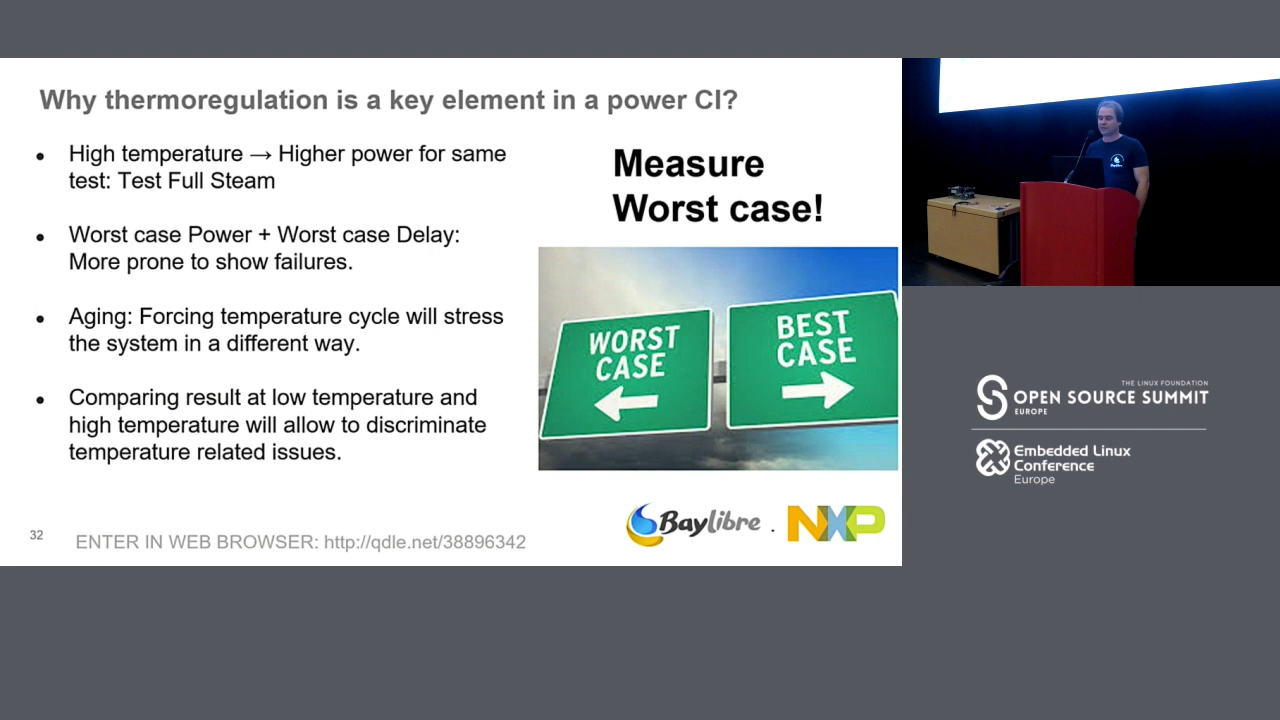 Why thermoregulation is a key element in a power CI?
• High temperature → Higher power for same
test: Test Full Steam
• Worst case Power + Worst case Delay:
More prone to show failures.
• Aging: Forcing temperature cycle will stress
the system in a different way.
• Comparing result at low temperature and
high temperature will allow to discriminate
temperature related issues.
Measure
Worst case!
WORST
CASE
BEST
CASE
32
ENTER IN WEB BROWSER: http://qdle.net/38896342
Baylibre . NXP
THE LINUX FOUNDATION
OPEN SOURCE SUMMIT
EUROPE
Embedded Linux
Conference
Europe